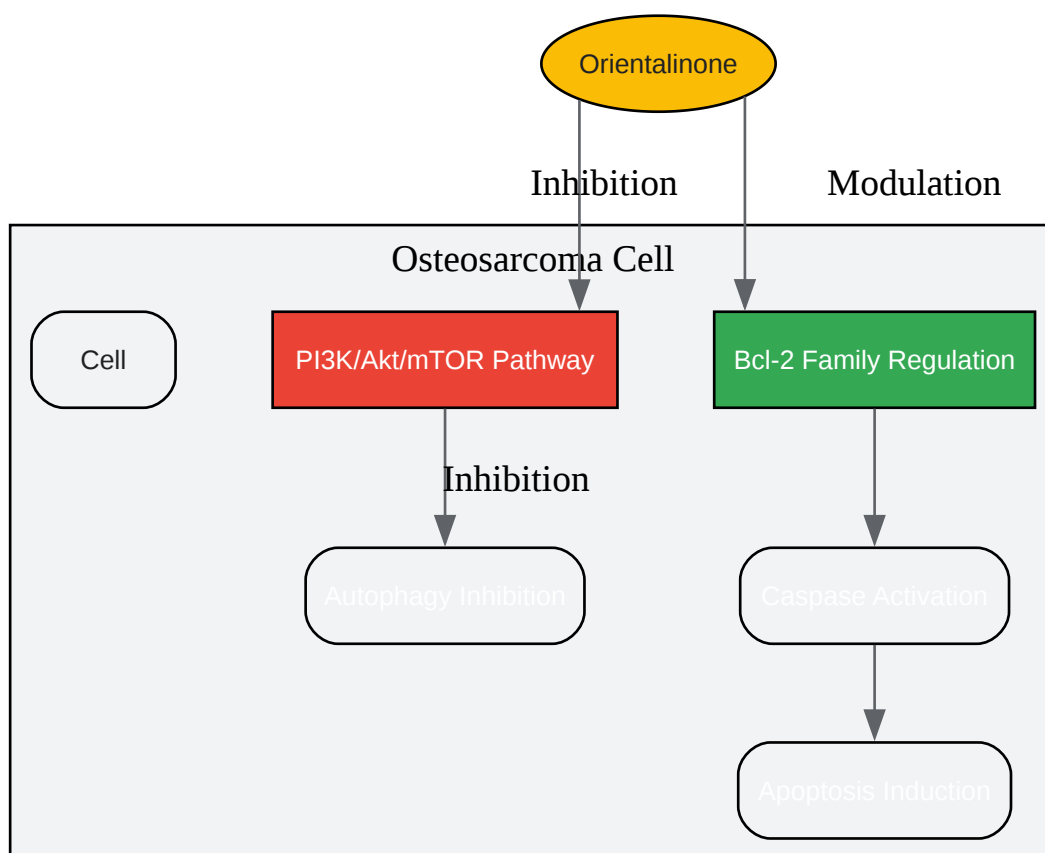 Orientalinone
Inhibition
Modulation
Osteosarcoma Cell
Cell
PI3K/Akt/mTOR Pathway
Bcl-2 Family Regulation
Inhibition
Autophagy Inhibition
Caspase Activation
Apoptosis Induction